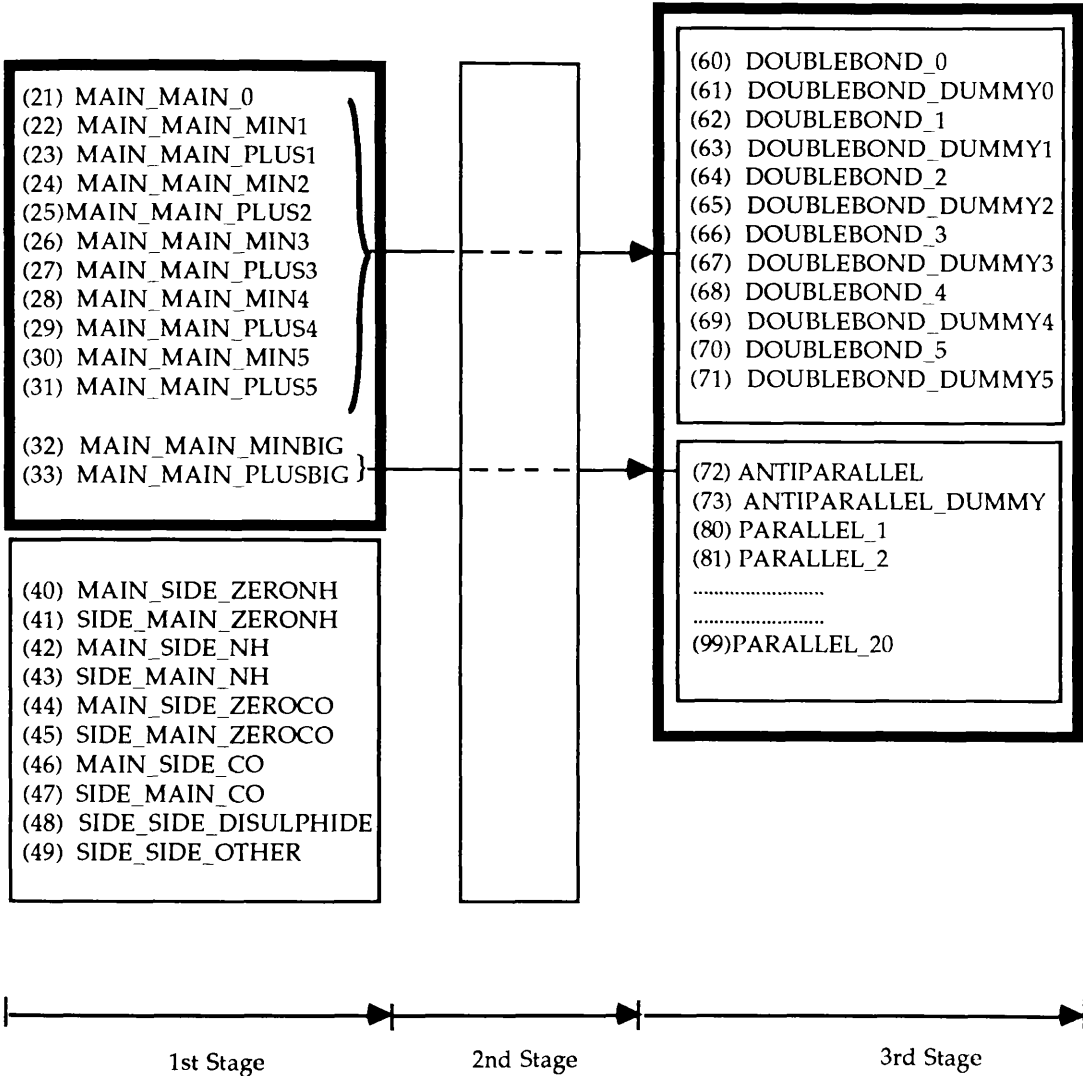 (21) MAIN_MAIN_0
(22) MAIN_MAIN_MIN1
(23) MAIN_MAIN_PLUS1
(24) MAIN_MAIN_MIN2
(25)MAIN_MAIN_PLUS2
(26) MAIN_MAIN_MIN3
(27) MAIN_MAIN_PLUS3
(28) MAIN_MAIN_MIN4
(29) MAIN_MAIN_PLUS4
(30) MAIN_MAIN_MIN5
(31) MAIN_MAIN_PLUS5
(32) MAIN_MAIN_MINBIG
(33) MAIN_MAIN_PLUSBIG }
(40) MAIN_SIDE_ZERONH
(41) SIDE_MAIN_ZERONH
(42) MAIN_SIDE_NH
(43) SIDE_MAIN_NH
(44) MAIN_SIDE_ZEROCO
(45) SIDE_MAIN_ZEROCO
(46) MAIN_SIDE_CO
(47) SIDE_MAIN_CO
(48) SIDE_SIDE_DISULPHIDE
(49) SIDE_SIDE_OTHER
(60) DOUBLEBOND_0
(61) DOUBLEBOND_DUMMY0
(62) DOUBLEBOND_1
(63) DOUBLEBOND_DUMMY1
(64) DOUBLEBOND_2
(65) DOUBLEBOND_DUMMY2
(66) DOUBLEBOND_3
(67) DOUBLEBOND_DUMMY3
(68) DOUBLEBOND_4
(69) DOUBLEBOND_DUMMY4
(70) DOUBLEBOND_5
(71) DOUBLEBOND_DUMMY5
(72) ANTIPARALLEL
(73) ANTIPARALLEL_DUMMY
(80) PARALLEL_1
(81) PARALLEL_2
.........................
.........................
(99)PARALLEL_20
1st Stage
2nd Stage
3rd Stage